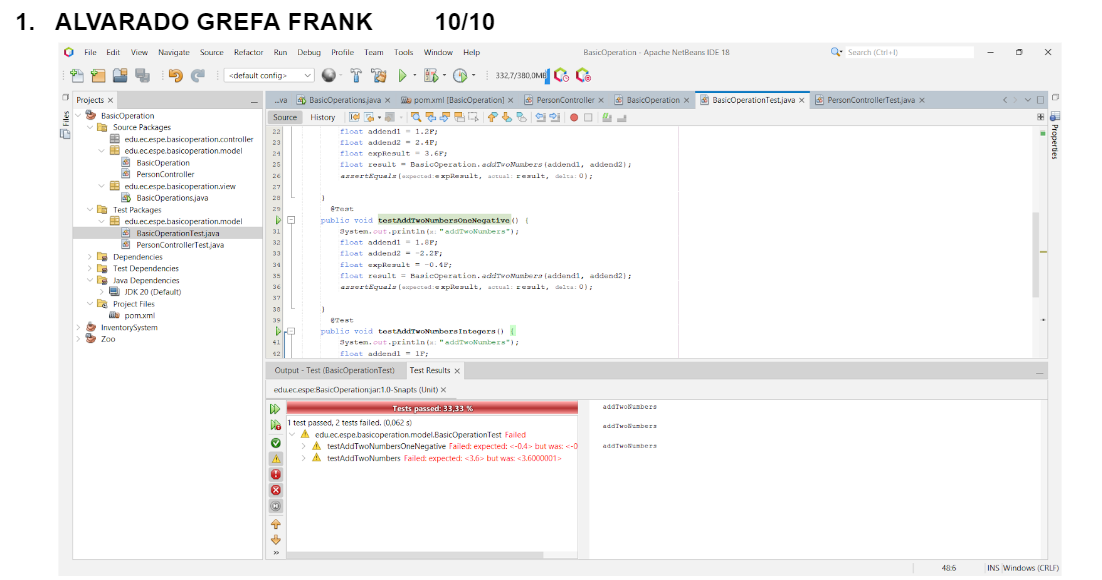 1. ALVARADO GREFA FRANK 10/10
File Edit View Navigate Source Refactor Run Debug Profile Team Tools Window Help
BasicOperation - Apache NetBeans IDE 18
Search (Ctrl+I)
<default config>
332,7/380,0MB
Projects
...va BasicOperations.java pom.xml [BasicOperation] PersonController BasicOperation BasicOperationTest.java PersonControllerTest.java
Files
Properties
BasicOperation
Source Packages
edu.ec.espe.basicoperation.controller
edu.ec.espe.basicoperation.model
BasicOperation
PersonController
edu.ec.espe.basicoperation.view
BasicOperations.java
Test Packages
edu.ec.espe.basicoperation.model
BasicOperationTest.java
PersonControllerTest.java
Dependencies
Test Dependencies
Java Dependencies
JDK 20 (Default)
Project Files
pom.xml
InventorySystem
Zoo
Source History
22 float addend1 = 1.2F;
23 float addend2 = 2.4F;
24 float expResult = 3.6F;
25 float result = BasicOperation.addTwoNumbers(addend1, addend2);
26 assertEquals(expected: expResult, actual: result, delta: 0);
27
28 }
29 @Test
public void testAddTwoNumbersOneNegative() {
31 System.out.println(x: "addTwoNumbers");
32 float addend1 = 1.8F;
33 float addend2 = -2.2F;
34 float expResult = -0.4F;
35 float result = BasicOperation.addTwoNumbers(addend1, addend2);
36 assertEquals(expected: expResult, actual: result, delta: 0);
37
38 }
39 @Test
public void testAddTwoNumbersIntegers() {
41 System.out.println(x: "addTwoNumbers");
42 float addend1 = 1F;
Output - Test (BasicOperationTest) Test Results
edu.ec.espe:BasicOperation:jar:1.0-Snapts (Unit)
Tests passed: 33,33 %
1 test passed, 2 tests failed. (0,062 s)
edu.ec.espe.basicoperation.model.BasicOperationTest Failed
testAddTwoNumbersOneNegative Failed: expected: <-0,4> but was: <-0
testAddTwoNumbers Failed: expected: <3,6> but was: <3,6000001>
addTwoNumbers
addTwoNumbers
addTwoNumbers
48:6 INS Windows (CRLF)